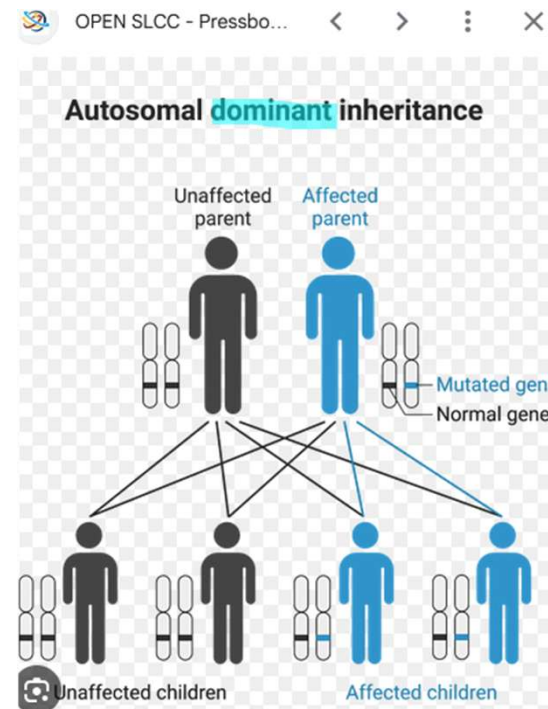 OPEN SLCC - Pressbo...
Autosomal dominant inheritance
Unaffected
parent
Affected
parent
Mutated gen
Normal gene
Unaffected children
Affected children